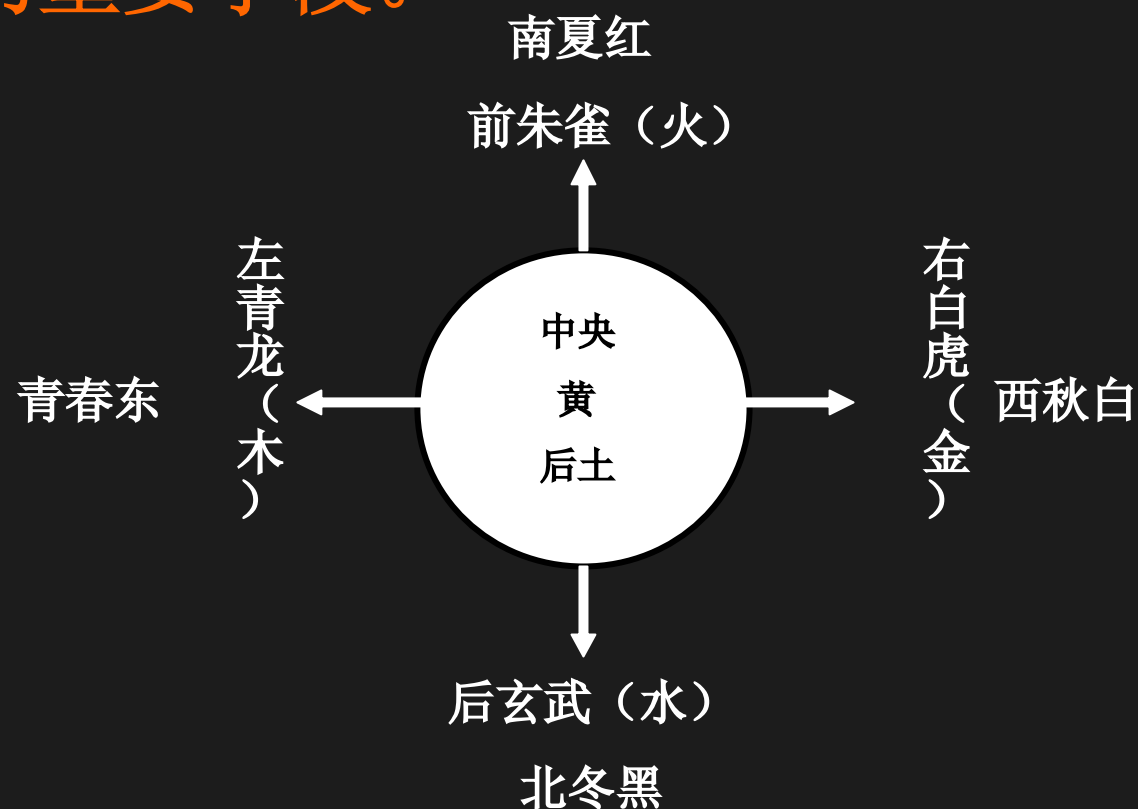 南夏红
前朱雀（火）
左青龙（木）
右白虎（金）
中央
黄
后土
青春东
西秋白
后玄武（水）
北冬黑